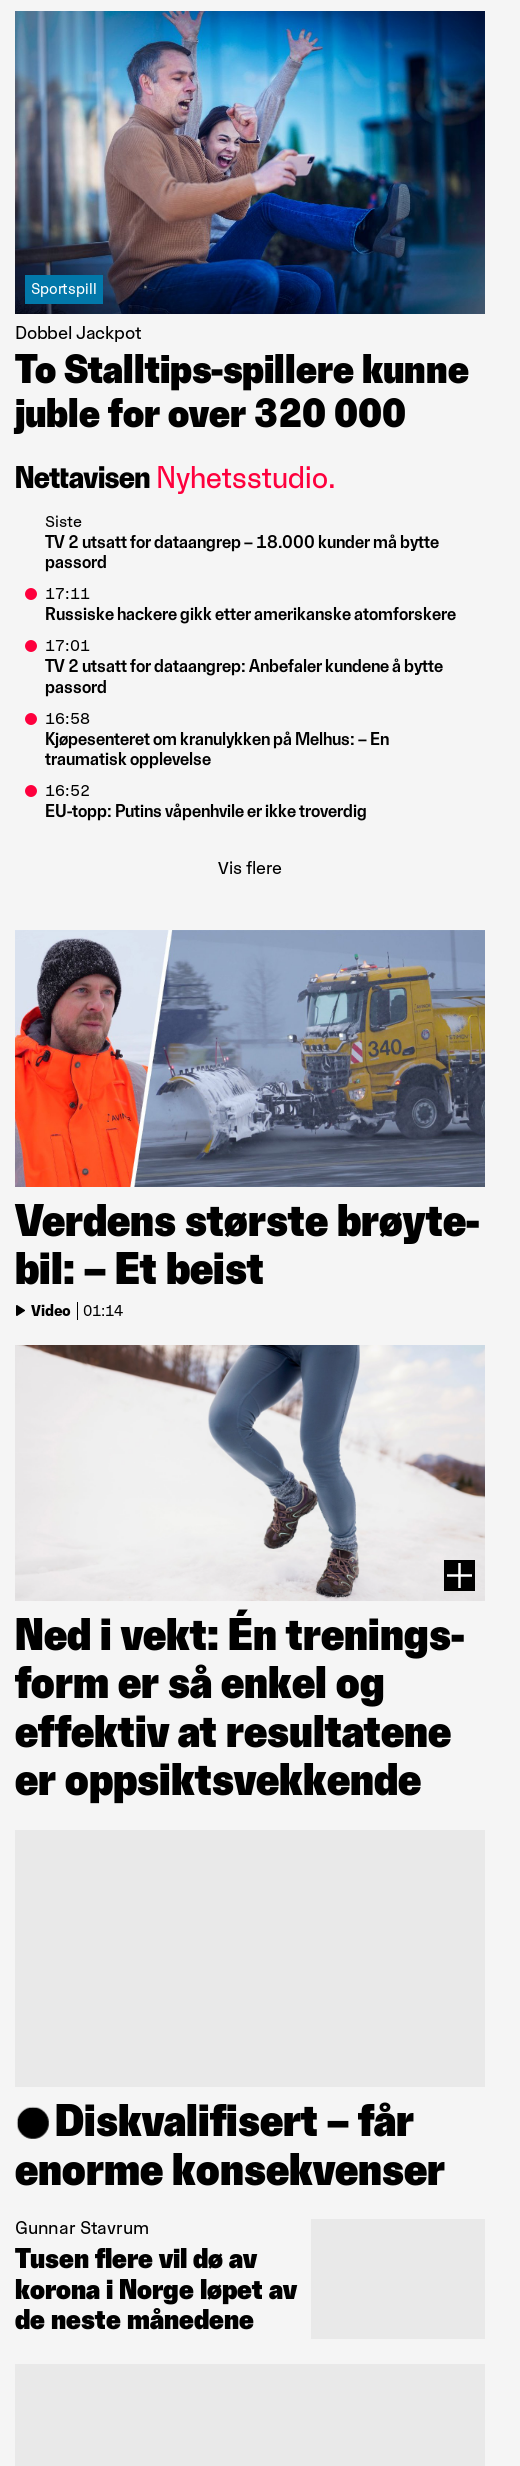 Sportspill
Dobbel Jackpot
To Stalltips-spillere kunne
juble for over 320 000
Nettavisen Nyhetsstudio.
Siste
TV 2 utsatt for dataangrep – 18.000 kunder må bytte
passord
17:11
Russiske hackere gikk etter amerikanske atomforskere
17:01
TV 2 utsatt for dataangrep: Anbefaler kundene å bytte
passord
16:58
Kjøpesenteret om kranulykken på Melhus: – En
traumatisk opplevelse
16:52
EU-topp: Putins våpenhvile er ikke troverdig
Vis flere
340
Verdens største brøyte-
bil: – Et beist
Video | 01:14
Ned i vekt: Én trenings-
form er så enkel og
effektiv at resultatene
er oppsiktsvekkende
Diskvalifisert – får
enorme konsekvenser
Gunnar Stavrum
Tusen flere vil dø av
korona i Norge løpet av
de neste månedene